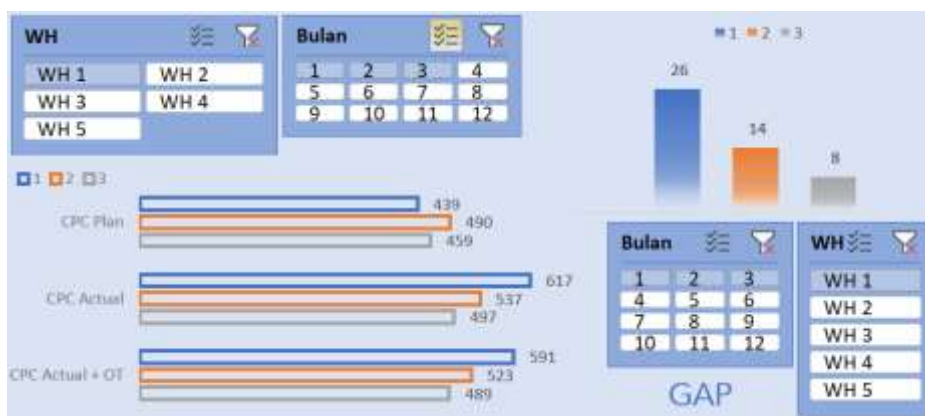 WH
WH 1 WH 2
WH 3 WH 4
WH 5
Bulan
1 2 3 4
5 6 7 8
9 10 11 12
1 2 3
26
14
8
1 2 3
CPC Plan
439
490
459
CPC Actual
617
537
497
CPC Actual + OT
591
523
489
Bulan
1 2 3
4 5 6
7 8 9
10 11 12
GAP
WH
WH 1
WH 2
WH 3
WH 4
WH 5